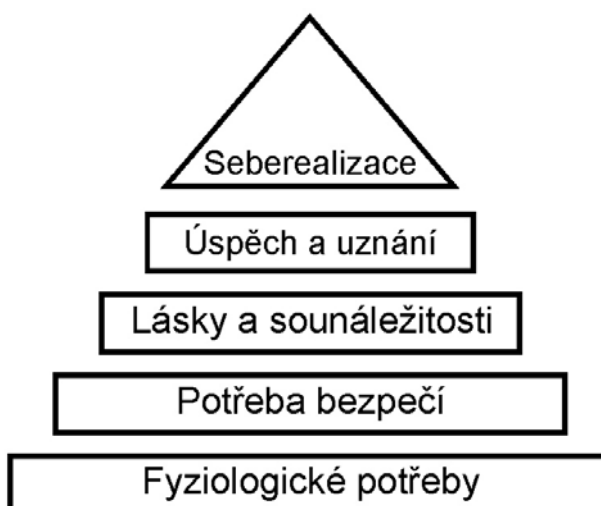 Seberealizace
Úspěch a uznání
Lásky a sounáležitosti
Potřeba bezpečí
Fyziologické potřeby